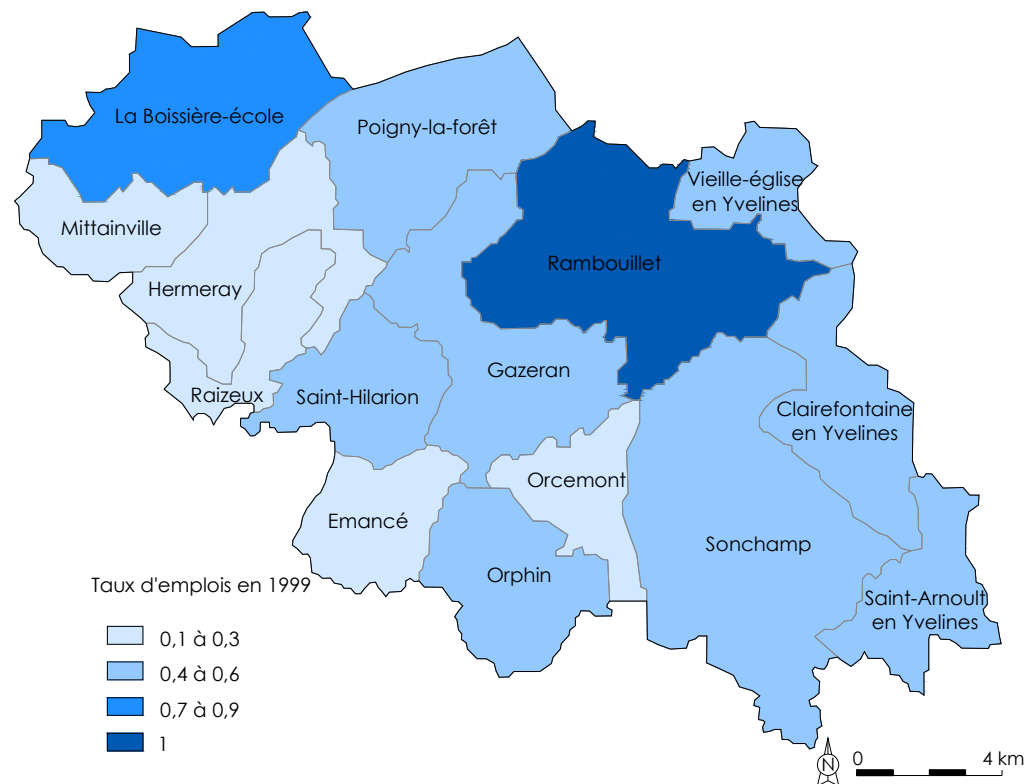 La Boissière-école
Poigny-la-forêt
Vieille-église
en Yvelines
Mittainville
Rambouillet
Hermeray
Gazeran
Raizeux
Saint-Hilarion
Clairefontaine
en Yvelines
Orcemont
Emancé
Sonchamp
Orphin
Taux d'emplois en 1999
Saint-Arnoult
en Yvelines
0,1 à 0,3
0,4 à 0,6
0,7 à 0,9
1
N
0
4 km